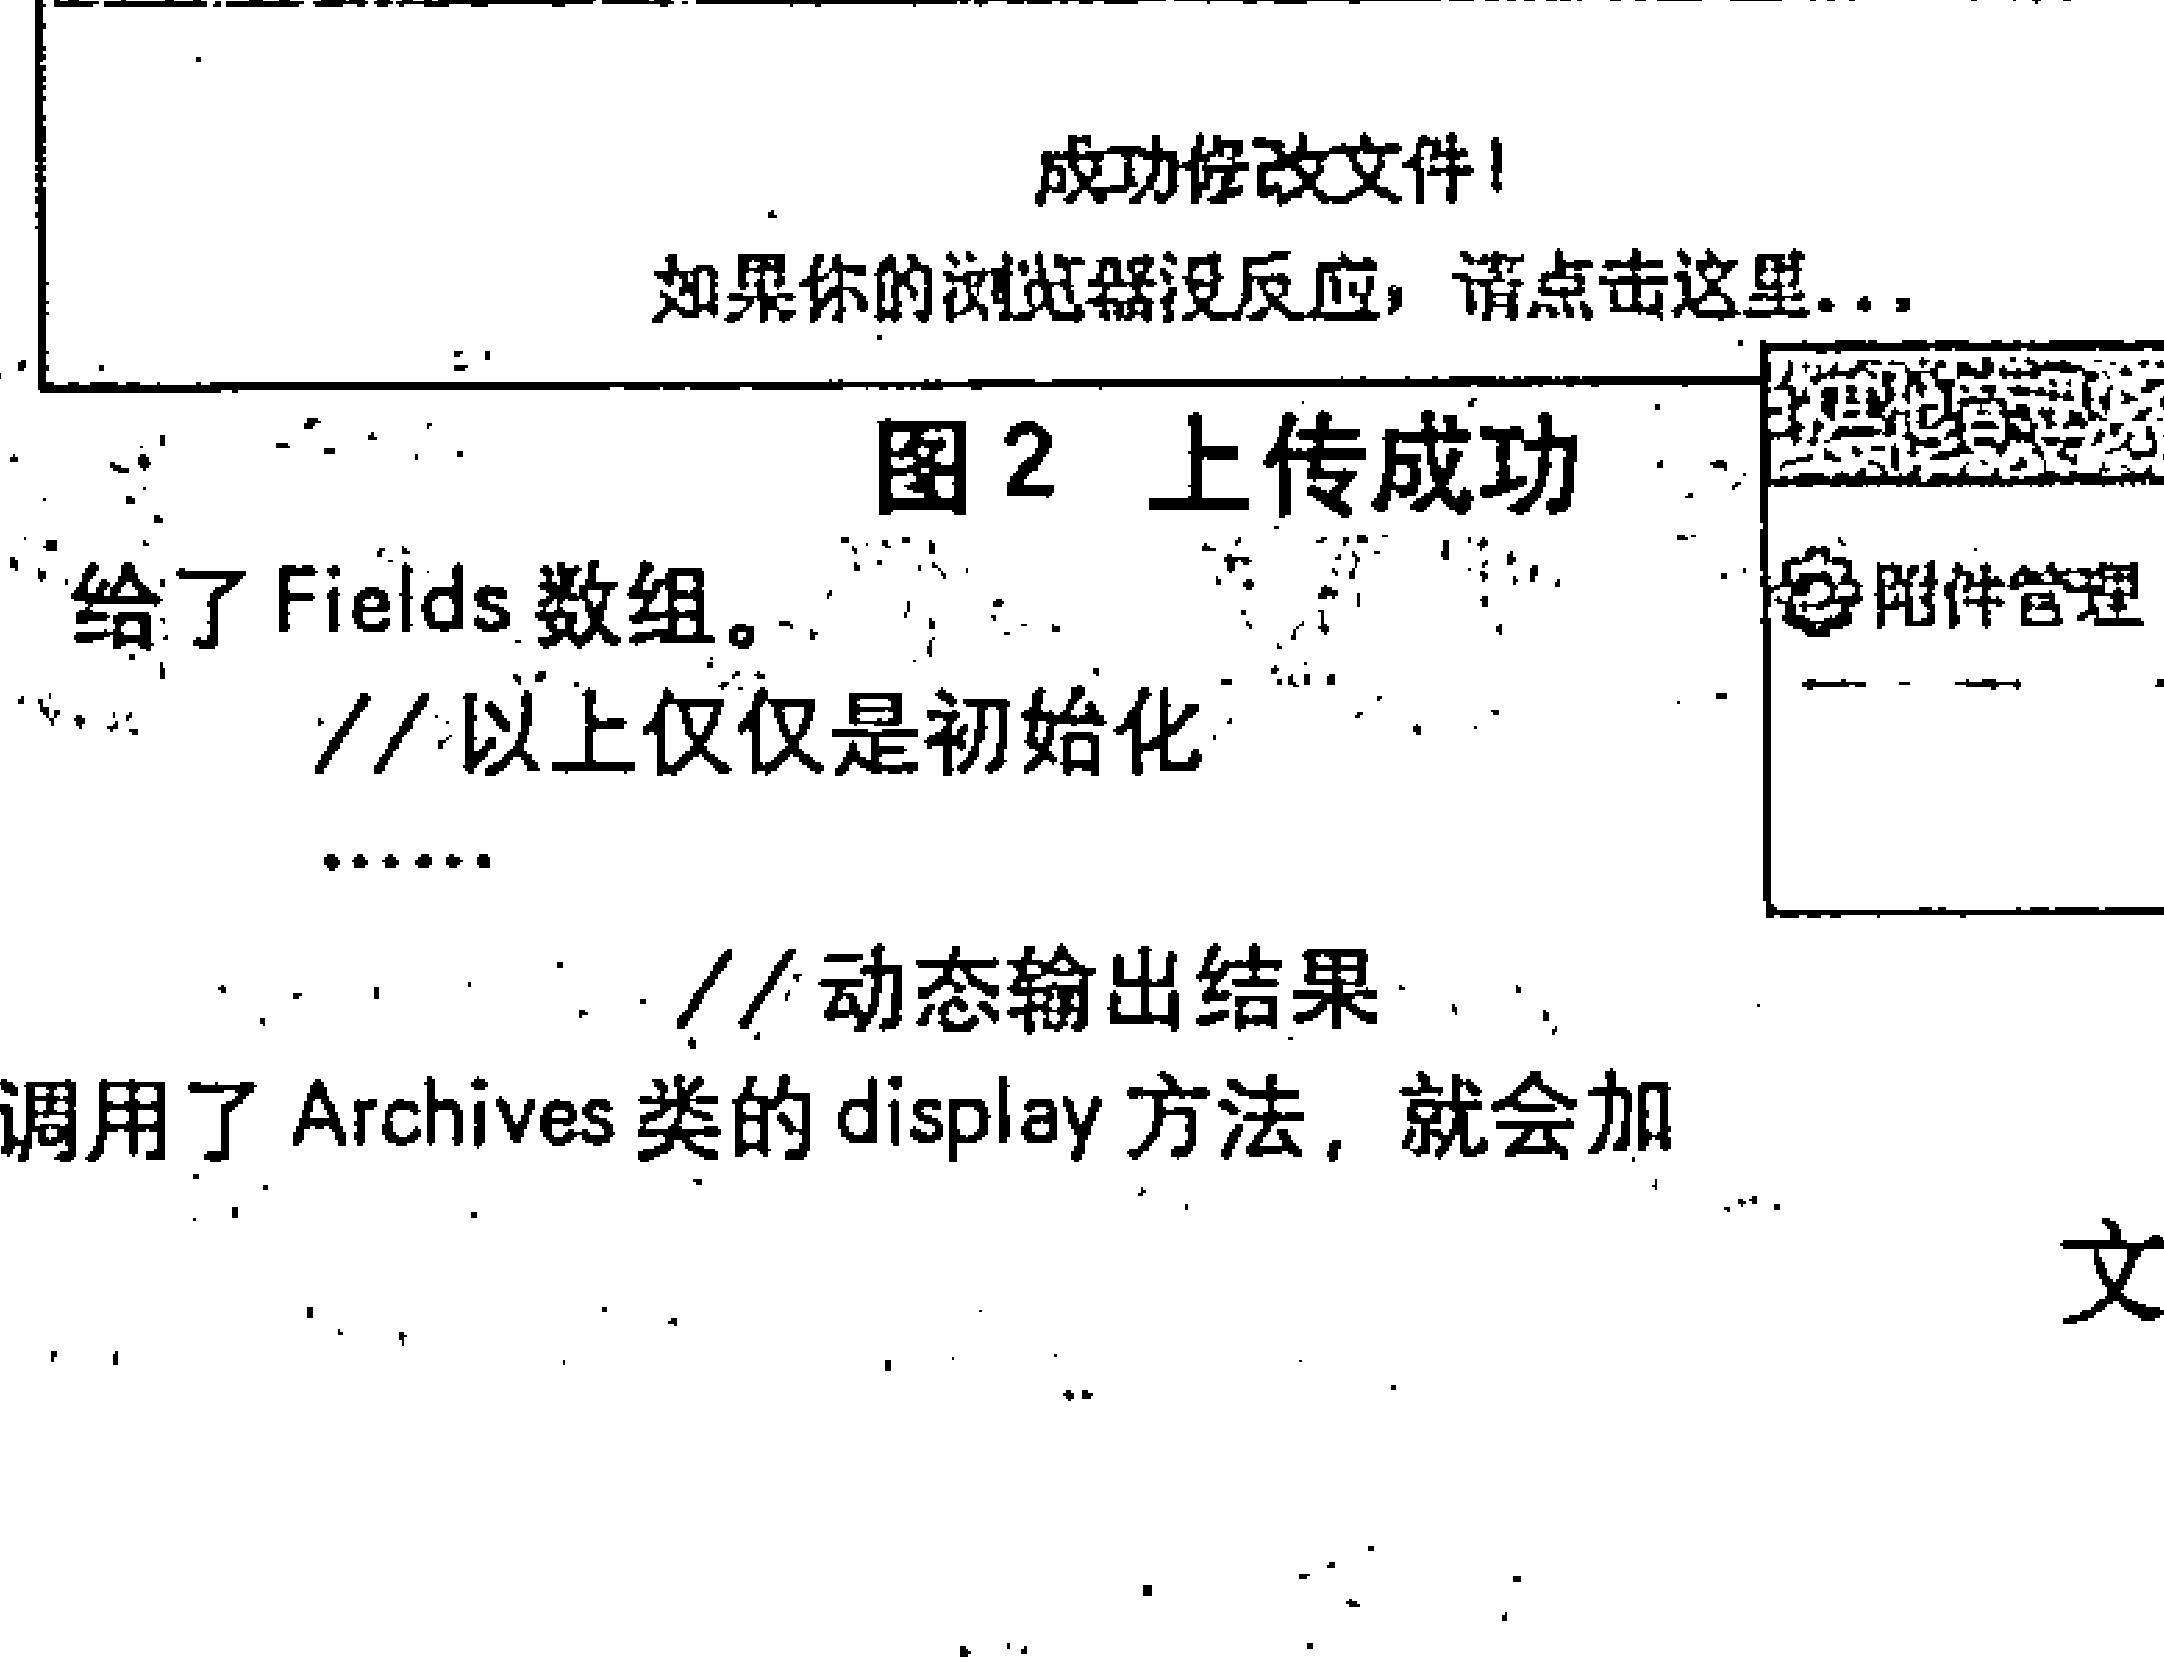 成功修改文件!
如果你的浏览器没反应，请点击这里...
图 2 上传成功
给了 Fields 数组。
//以上仅仅是初始化
……
//动态输出结果
调用了 Archives 类的 display 方法，就会加
附件管理
文